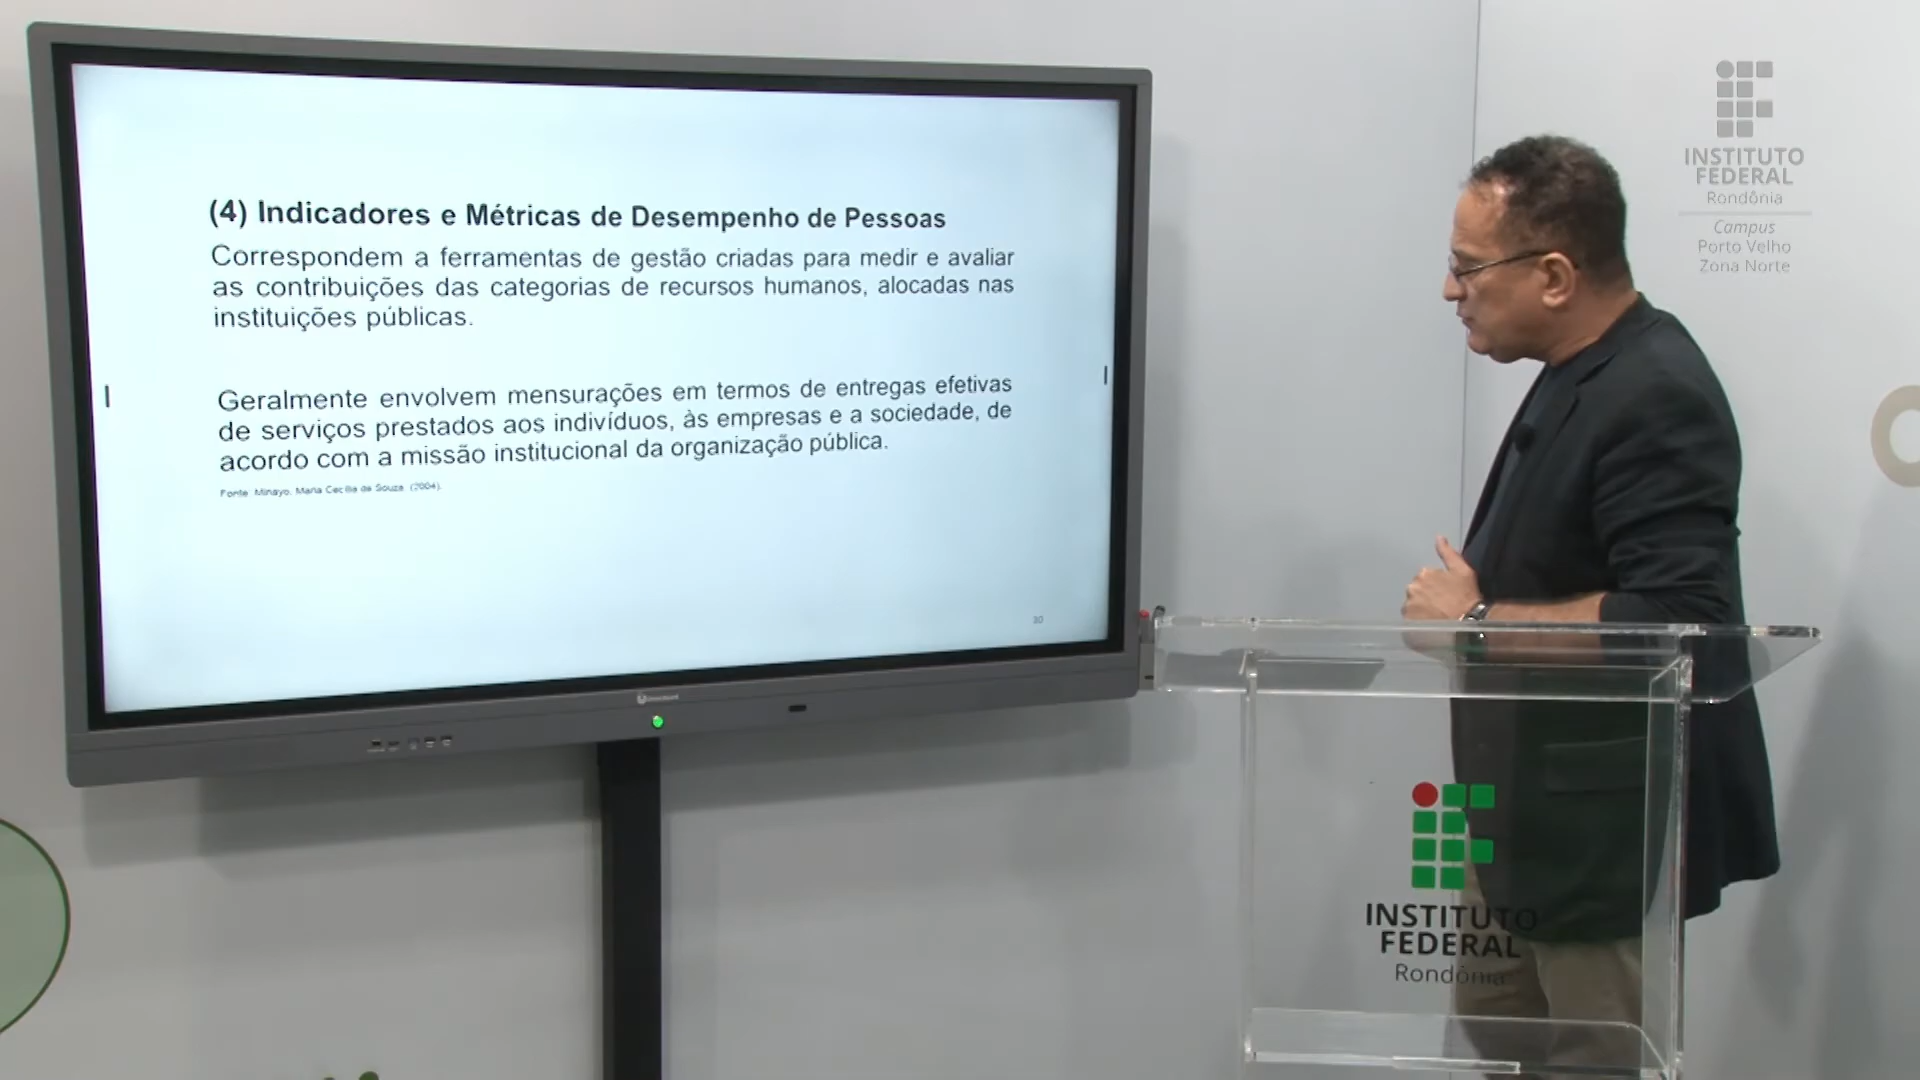 (4) Indicadores e Métricas de Desempenho de Pessoas
Correspondem a ferramentas de gestão criadas para medir e avaliar
as contribuições das categorias de recursos humanos, alocadas nas
instituições públicas.
Geralmente envolvem mensurações em termos de entregas efetivas
de serviços prestados aos indivíduos, às empresas e a sociedade, de
acordo com a missão institucional da organização pública.
Fonte Minayo, Maria Cecília de Souza (2004).
30
INSTITUTO
FEDERAL
Rondônia
Campus
Porto Velho
Zona Norte
INSTITUTO
FEDERAL
Rondônia